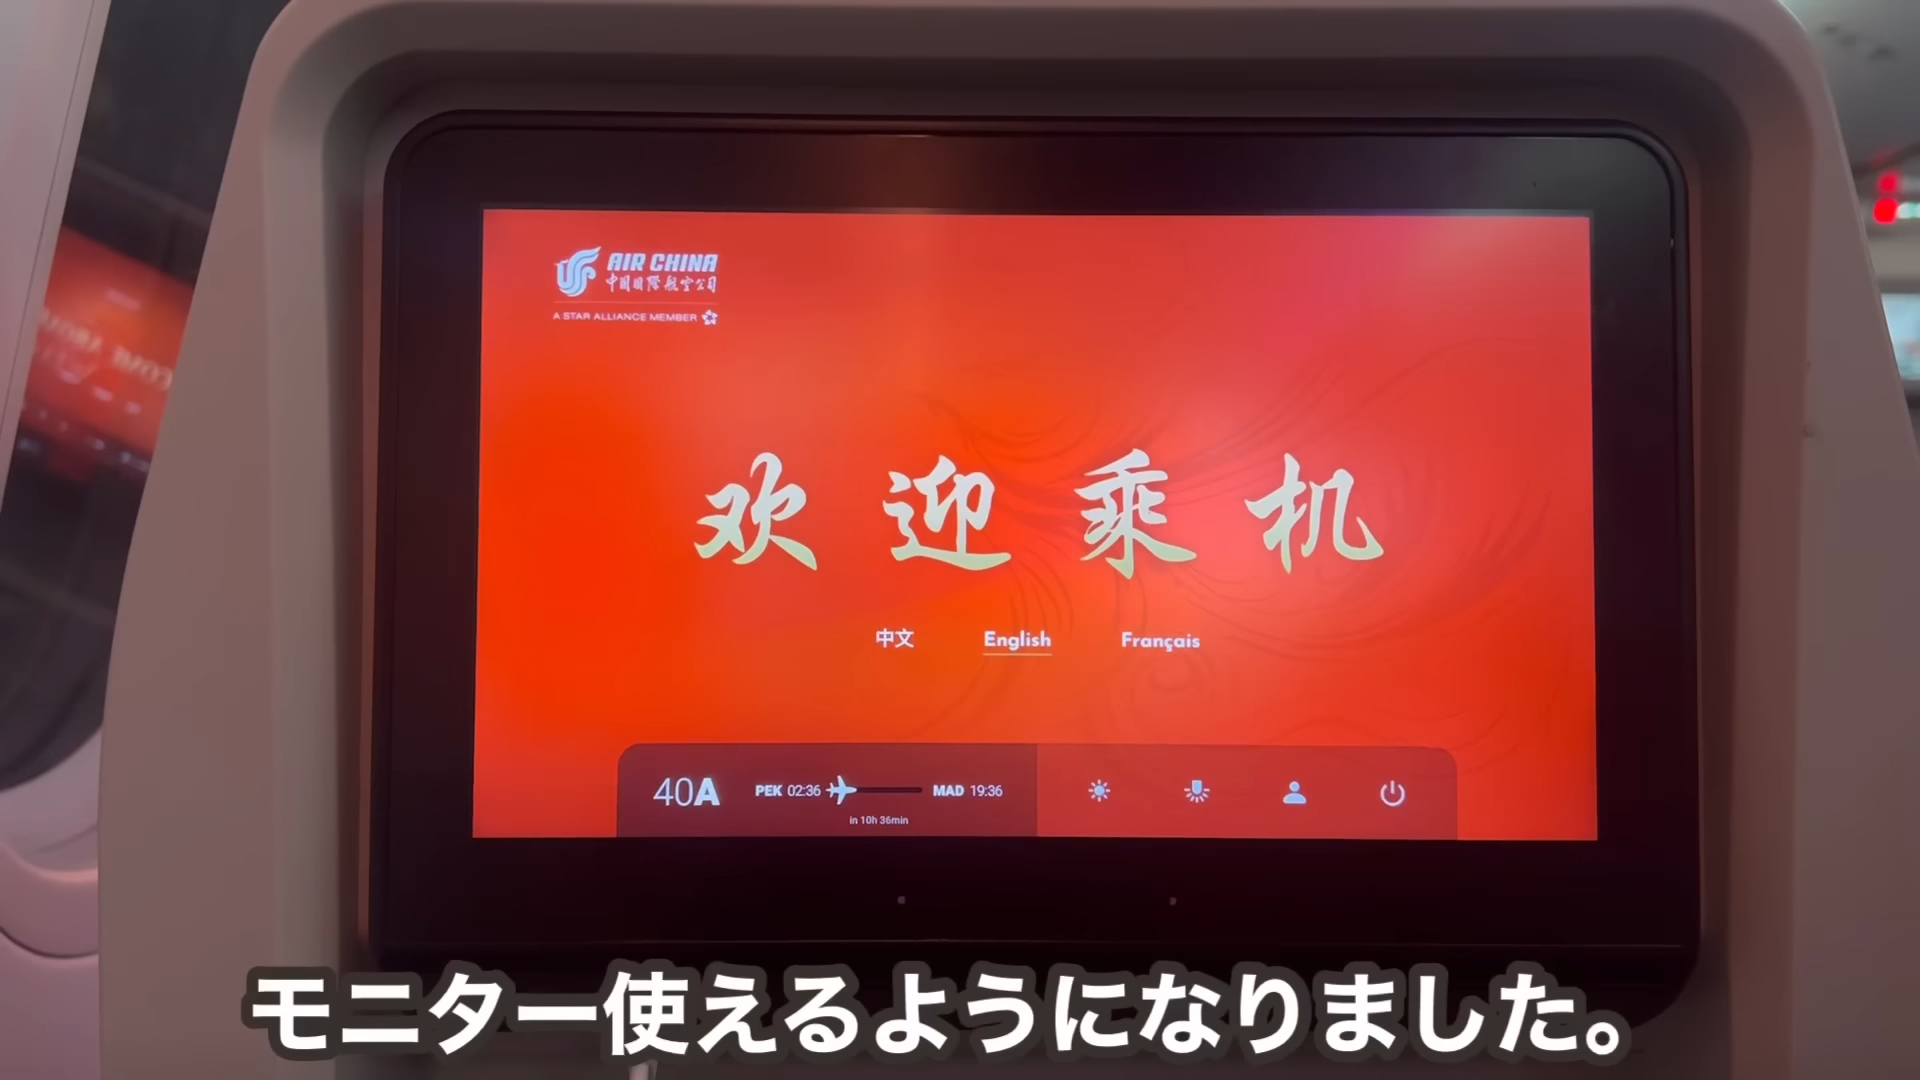 AIR CHINA
中国国际航空公司
A STAR ALLIANCE MEMBER
欢迎乘机
中文 English Français
40A PEK 02:36 MAD 19:36
in 10h 36min
モニター使えるようになりました。